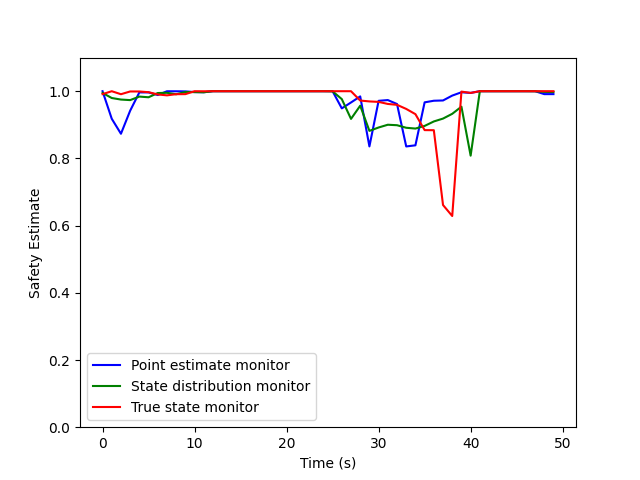 1.0
0.8
0.6
0.4
0.2
0.0
Safety Estimate
Point estimate monitor
State distribution monitor
True state monitor
0 10 20 30 40 50
Time (s)